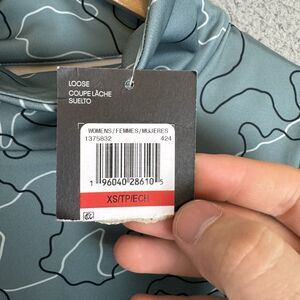 LOOSE
COUPE LÂCHE
SUELTO
WOMENS/FEMMES/MUJERES
1375832 424
1 96040 28610 5
XS/TP/ECH